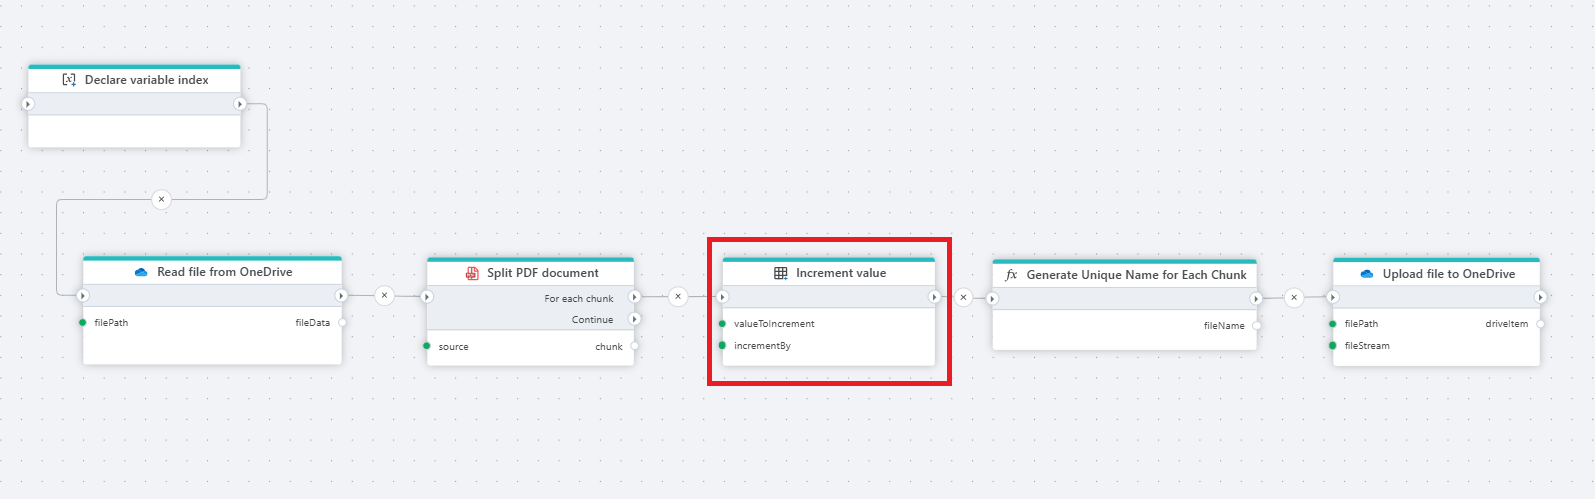 Declare variable index
Read file from OneDrive
filePath
fileData
Split PDF document
For each chunk
Continue
source
chunk
Increment value
valueToIncrement
incrementBy
fx Generate Unique Name for Each Chunk
fileName
Upload file to OneDrive
filePath
driveItem
fileStream